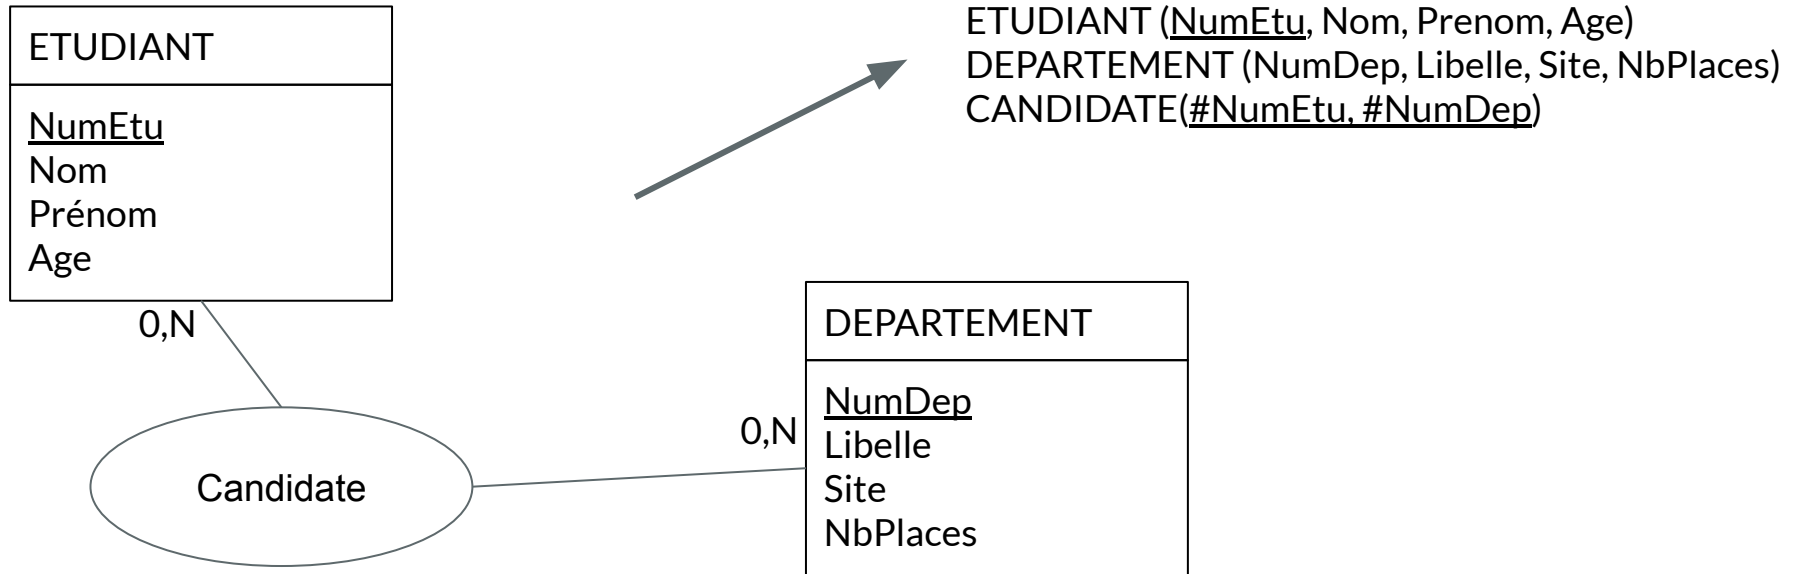 ETUDIANT
NumEtu
Nom
Prénom
Age
0,N
Candidate
0,N
DEPARTEMENT
NumDep
Libelle
Site
NbPlaces
ETUDIANT (NumEtu, Nom, Prenom, Age)
DEPARTEMENT (NumDep, Libelle, Site, NbPlaces)
CANDIDATE(#NumEtu, #NumDep)